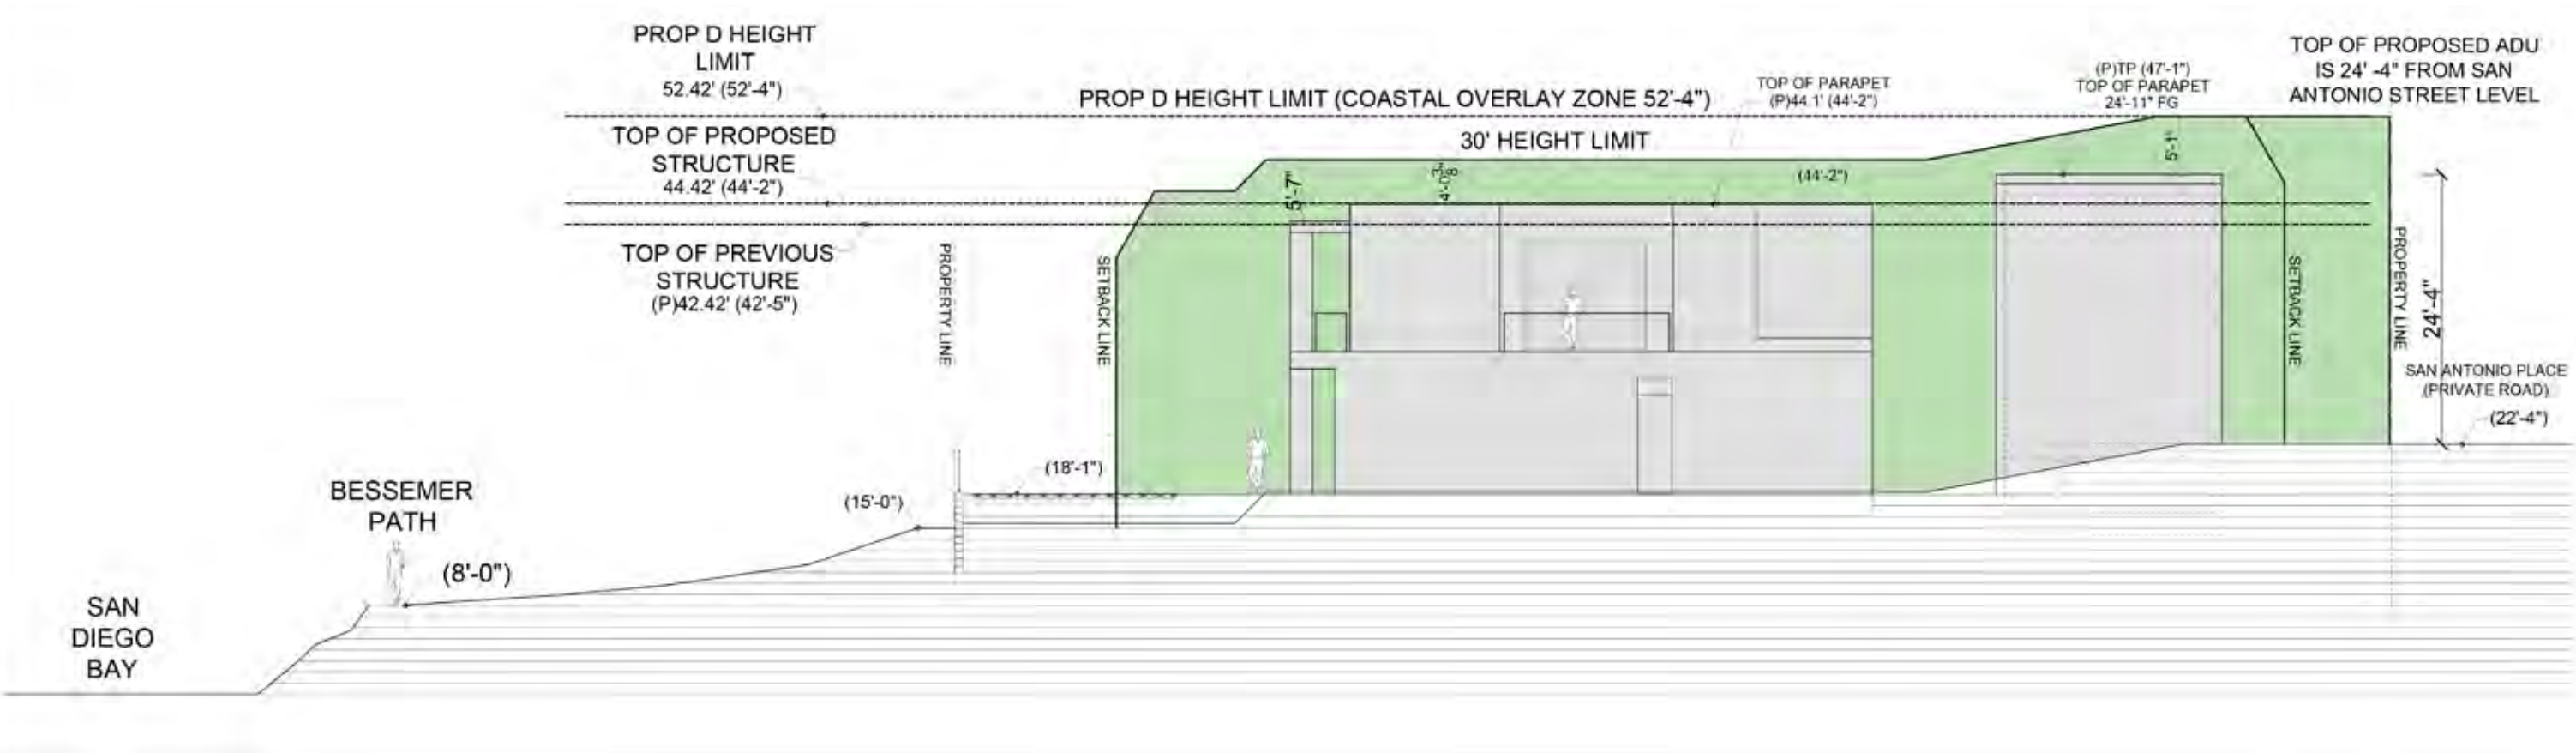 PROP D HEIGHT
LIMIT
52.42' (52'-4")
TOP OF PROPOSED
STRUCTURE
44.42' (44'-2")
TOP OF PREVIOUS
STRUCTURE
(P)42.42' (42'-5")
PROP D HEIGHT LIMIT (COASTAL OVERLAY ZONE 52'-4")
30' HEIGHT LIMIT
TOP OF PARAPET
(P)44.1' (44'-2")
(P)TP (47'-1")
TOP OF PARAPET
24'-11" FG
TOP OF PROPOSED ADU
IS 24' -4" FROM SAN
ANTONIO STREET LEVEL
5'-7"
4'-0 3/8"
(44'-2")
5'-1"
PROPERTY LINE
SETBACK LINE
SETBACK LINE
PROPERTY LINE
24'-4"
SAN ANTONIO PLACE
(PRIVATE ROAD)
(22'-4")
(18'-1")
(15'-0")
BESSEMER
PATH
(8'-0")
SAN
DIEGO
BAY